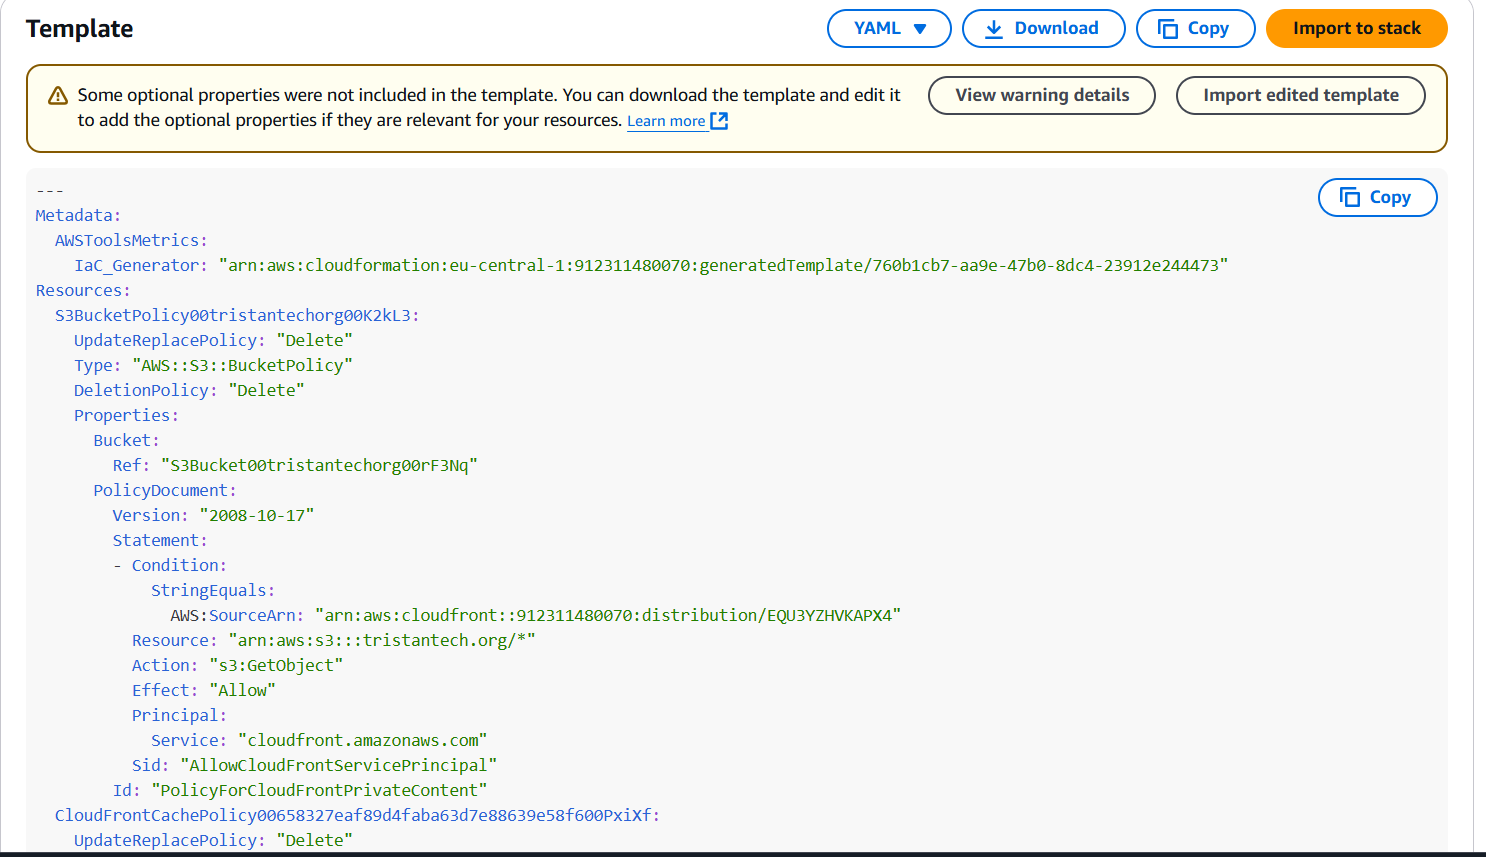 Template
YAML
Download
Copy
Import to stack
Some optional properties were not included in the template. You can download the template and edit it
to add the optional properties if they are relevant for your resources. Learn more
View warning details
Import edited template
---
Copy
Metadata:
  AWSToolsMetrics:
    IaC_Generator: "arn:aws:cloudformation:eu-central-1:912311480070:generatedTemplate/760b1cb7-aa9e-47b0-8dc4-23912e244473"
Resources:
  S3BucketPolicy00tristantechorg00K2kL3:
    UpdateReplacePolicy: "Delete"
    Type: "AWS::S3::BucketPolicy"
    DeletionPolicy: "Delete"
    Properties:
      Bucket:
        Ref: "S3Bucket00tristantechorg00rF3Nq"
      PolicyDocument:
        Version: "2008-10-17"
        Statement:
        - Condition:
            StringEquals:
              AWS:SourceArn: "arn:aws:cloudfront::912311480070:distribution/EQU3YZHVKAPX4"
          Resource: "arn:aws:s3:::tristantech.org/*"
          Action: "s3:GetObject"
          Effect: "Allow"
          Principal:
            Service: "cloudfront.amazonaws.com"
          Sid: "AllowCloudFrontServicePrincipal"
        Id: "PolicyForCloudFrontPrivateContent"
  CloudFrontCachePolicy00658327eaf89d4faba63d7e88639e58f600PxiXf:
    UpdateReplacePolicy: "Delete"